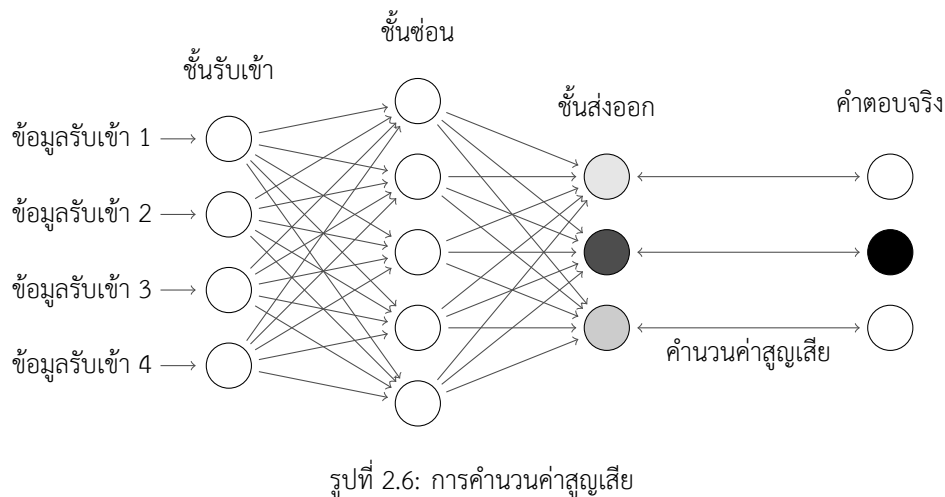 ชั้นซ่อน
ชั้นรับเข้า
ชั้นส่งออก
คำตอบจริง
ข้อมูลรับเข้า 1
ข้อมูลรับเข้า 2
ข้อมูลรับเข้า 3
ข้อมูลรับเข้า 4
คำนวนค่าสูญเสีย
รูปที่ 2.6: การคำนวนค่าสูญเสีย